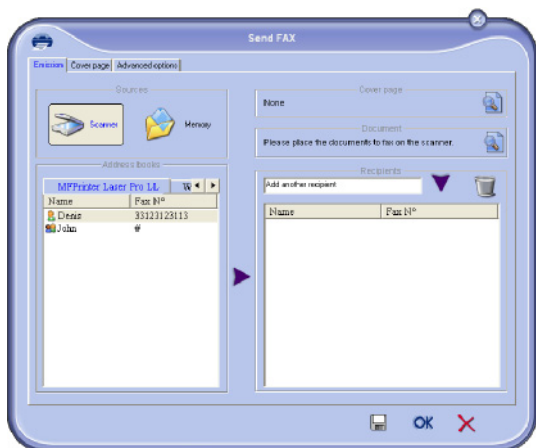 Send FAX
Emission Cover page Advanced options
Sources
Scanner
Memory
Cover page
None
Document
Please place the documents to fax on the scanner.
Address books
MFPrinter Laser Pro LL
Name Fax N°
Denis 33123123113
John #
Recipients
Add another recipient
Name Fax N°
OK